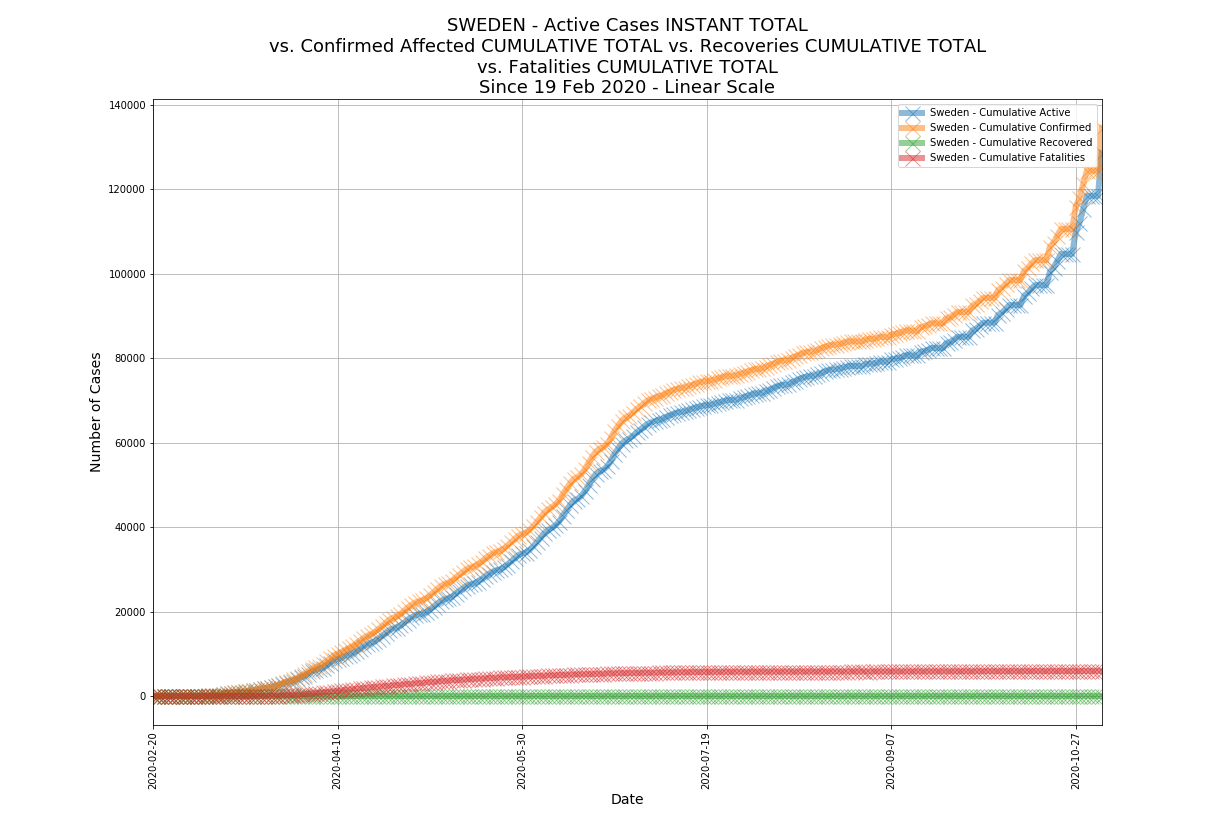 SWEDEN - Active Cases INSTANT TOTAL
vs. Confirmed Affected CUMULATIVE TOTAL vs. Recoveries CUMULATIVE TOTAL
vs. Fatalities CUMULATIVE TOTAL
Since 19 Feb 2020 - Linear Scale
Sweden - Cumulative Active
Sweden - Cumulative Confirmed
Sweden - Cumulative Recovered
Sweden - Cumulative Fatalities
Number of Cases
140000
120000
100000
80000
60000
40000
20000
0
2020-02-20
2020-04-10
2020-05-30
2020-07-19
2020-09-07
2020-10-27
Date